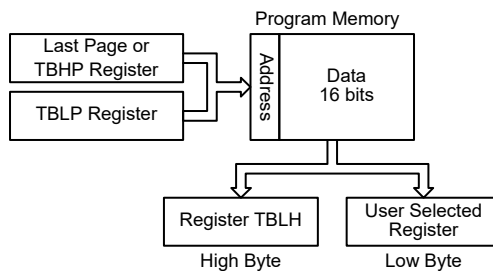 Program Memory
Last Page or
TBHP Register
TBLP Register
Address
Data
16 bits
Register TBLH
User Selected
Register
High Byte
Low Byte